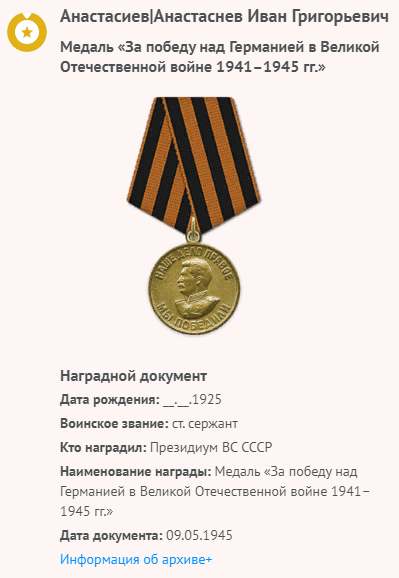 Анастасиев|Анастаснев Иван Григорьевич
Медаль «За победу над Германией в Великой
Отечественной войне 1941–1945 гг.»
НАШЕ ДЕЛО ПРАВОЕ
МЫ ПОБЕДИЛИ
Наградной документ
Дата рождения: __.__.1925
Воинское звание: ст. сержант
Кто наградил: Президиум ВС СССР
Наименование награды: Медаль «За победу над
Германией в Великой Отечественной войне 1941–
1945 гг.»
Дата документа: 09.05.1945
Информация об архиве+